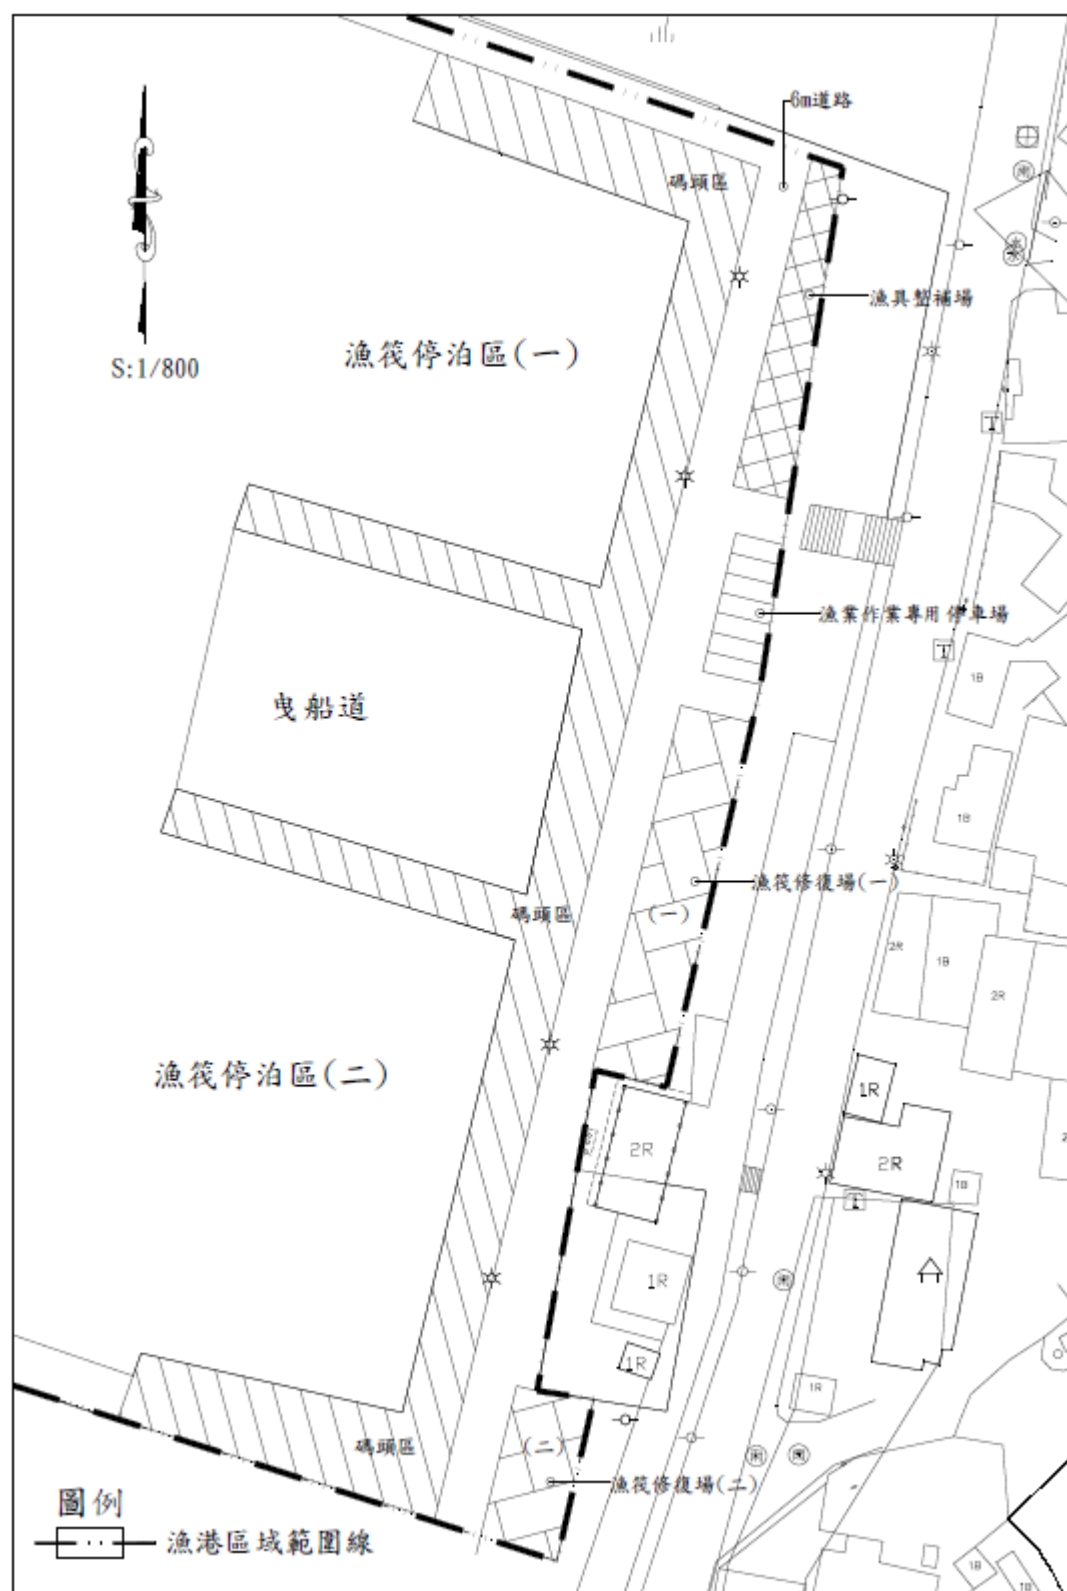 6m道路
碼頭區
漁具整補場
S:1/800
漁筏停泊區(一)
漁業作業專用停車場
1B
曳船道
1B
漁筏修復場(一)
(一)
碼頭區
2R
1B
2R
漁筏停泊區(二)
1R
2R
2R
1B
1R
1R
1R
碼頭區
(二)
漁筏修復場(二)
圖例
漁港區域範圍線
1B
1B